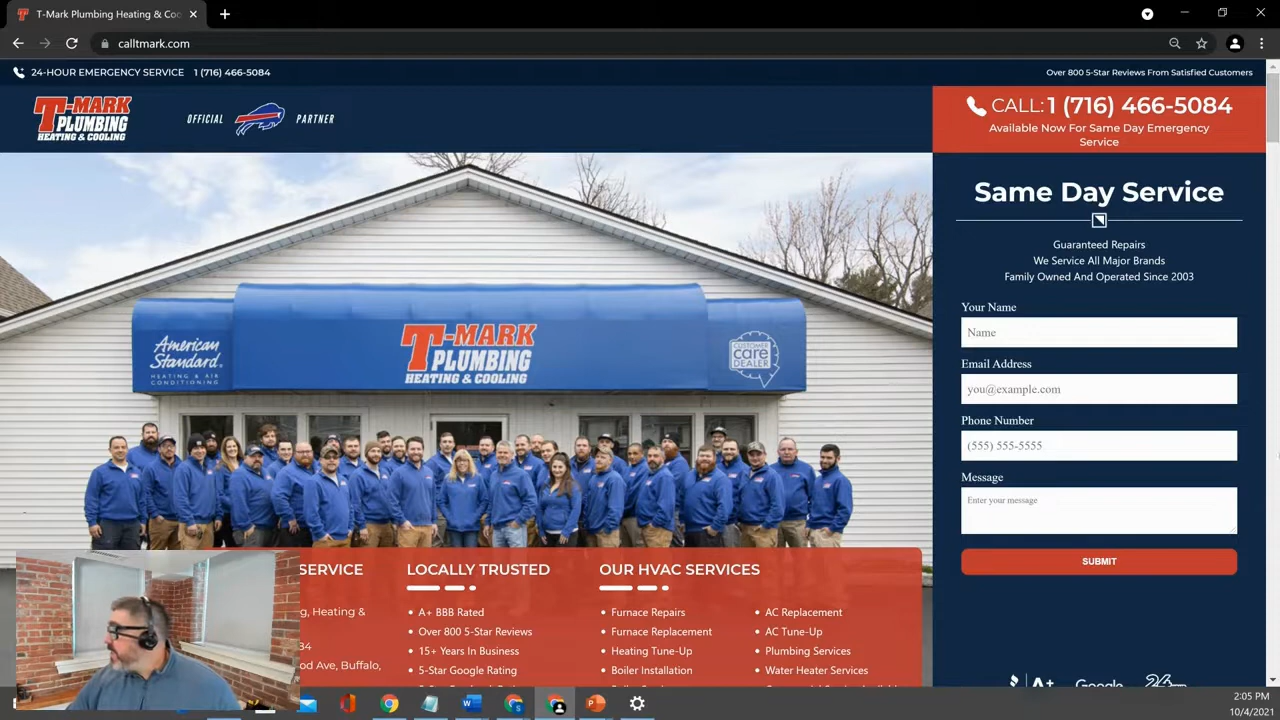 T-Mark Plumbing Heating & Co
calltmark.com
24-HOUR EMERGENCY SERVICE 1 (716) 466-5084
Over 800 5-Star Reviews From Satisfied Customers
T-MARK
PLUMBING
HEATING & COOLING
OFFICIAL PARTNER
CALL: 1 (716) 466-5084
Available Now For Same Day Emergency
Service
American
Standard
HEATING & AIR
CONDITIONING
T-MARK
PLUMBING
HEATING & COOLING
CUSTOMER
care
DEALER
Same Day Service
Guaranteed Repairs
We Service All Major Brands
Family Owned And Operated Since 2003
Your Name
Name
Email Address
you@example.com
Phone Number
(555) 555-5555
Message
Enter your message
SUBMIT
SERVICE
g, Heating &
34
od Ave, Buffalo,
LOCALLY TRUSTED
• A+ BBB Rated
• Over 800 5-Star Reviews
• 15+ Years In Business
• 5-Star Google Rating
OUR HVAC SERVICES
• Furnace Repairs
• Furnace Replacement
• Heating Tune-Up
• Boiler Installation
• AC Replacement
• AC Tune-Up
• Plumbing Services
• Water Heater Services
A+
Google
24
2:05 PM
10/4/2021